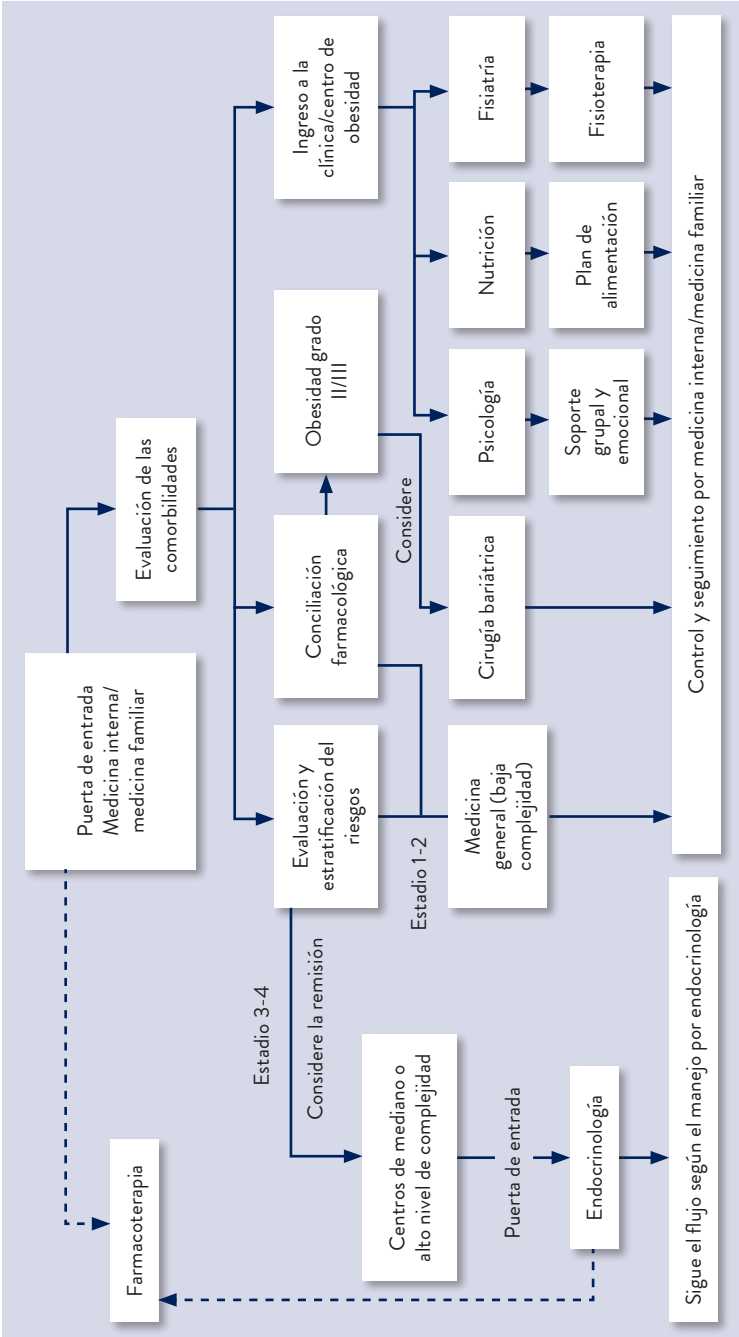 Puerta de entrada
Medicina interna/
medicina familiar
Farmacoterapia
Evaluación de las
comorbilidades
Evaluación y
estratificación del
riesgos
Conciliación
farmacológica
Obesidad grado
II/III
Ingreso a la
clínica/centro de
obesidad
Estadio 3-4
Considere la remisión
Estadio 1-2
Considere
Centros de mediano o
alto nivel de complejidad
Medicina
general (baja
complejidad)
Cirugía bariátrica
Psicología
Nutrición
Fisiatría
Puerta de entrada
Endocrinología
Soporte
grupal y
emocional
Plan de
alimentación
Fisioterapia
Sigue el flujo según el manejo por endocrinología
Control y seguimiento por medicina interna/medicina familiar